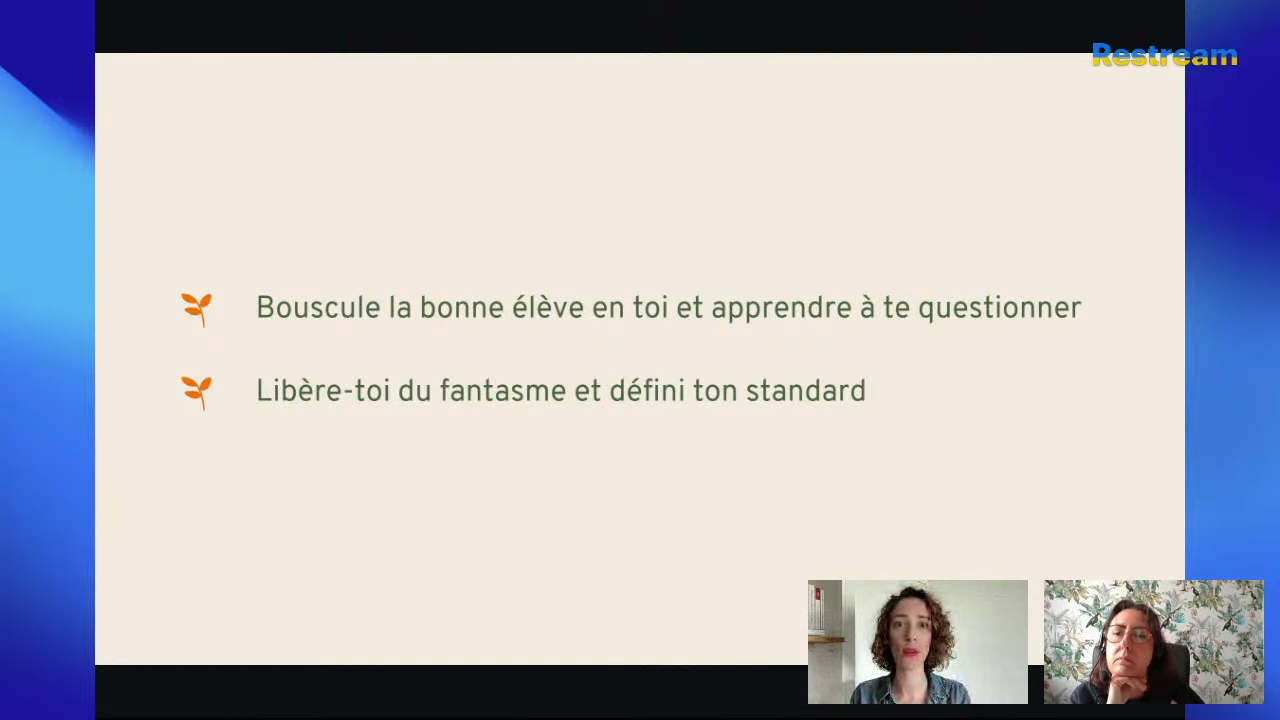 Restream
Bouscule la bonne élève en toi et apprendre à te questionner
Libère-toi du fantasme et défini ton standard